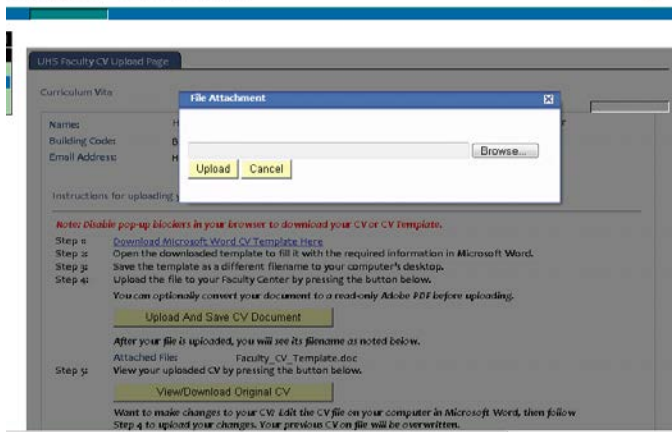 UHS Faculty CV Upload Page
Curriculum Vita
File Attachment
Name:
Building Code:
Email Address:
Browse...
Upload Cancel
Instructions for uploading
Note: Disable pop-up blockers in your browser to download your CV or CV Template.
Step 1: Download Microsoft Word CV Template Here
Step 2: Open the downloaded template to fill it with the required information in Microsoft Word.
Step 3: Save the template as a different filename to your computer's desktop.
Step 4: Upload the file to your Faculty Center by pressing the button below.
You can optionally convert your document to a read-only Adobe PDF before uploading.
Upload And Save CV Document
After your file is uploaded, you will see its filename as noted below.
Attached File: Faculty_CV_Template.doc
Step 5: View your uploaded CV by pressing the button below.
View/Download Original CV
Want to make changes to your CV? Edit the CV file on your computer in Microsoft Word, then follow
Step 4 to upload your changes. Your previous CV on file will be overwritten.